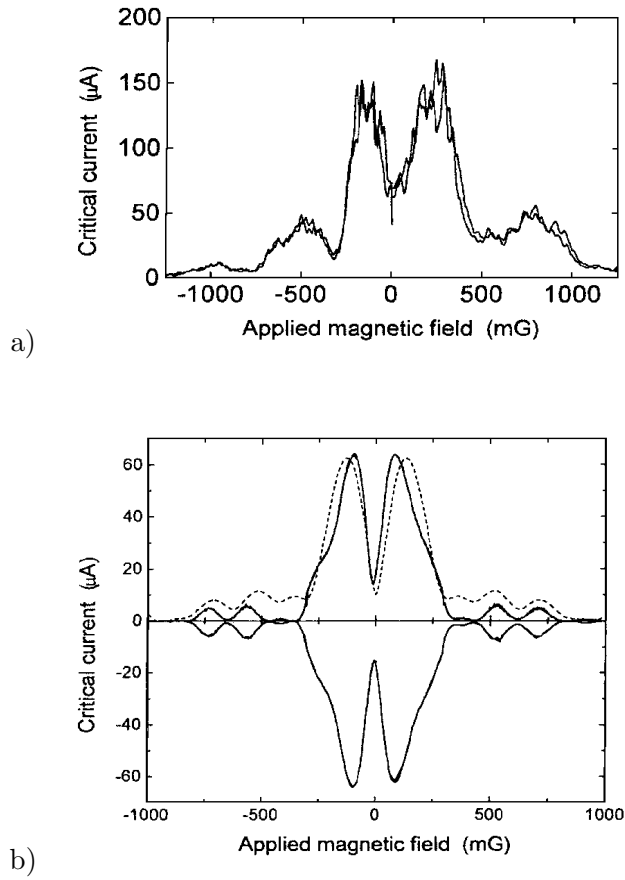 200
150
100
50
0
Critical current (μA)
-1000 -500 0 500 1000
Applied magnetic field (mG)
a)
60
40
20
0
-20
-40
-60
Critical current (μA)
-1000 -500 0 500 1000
Applied magnetic field (mG)
b)